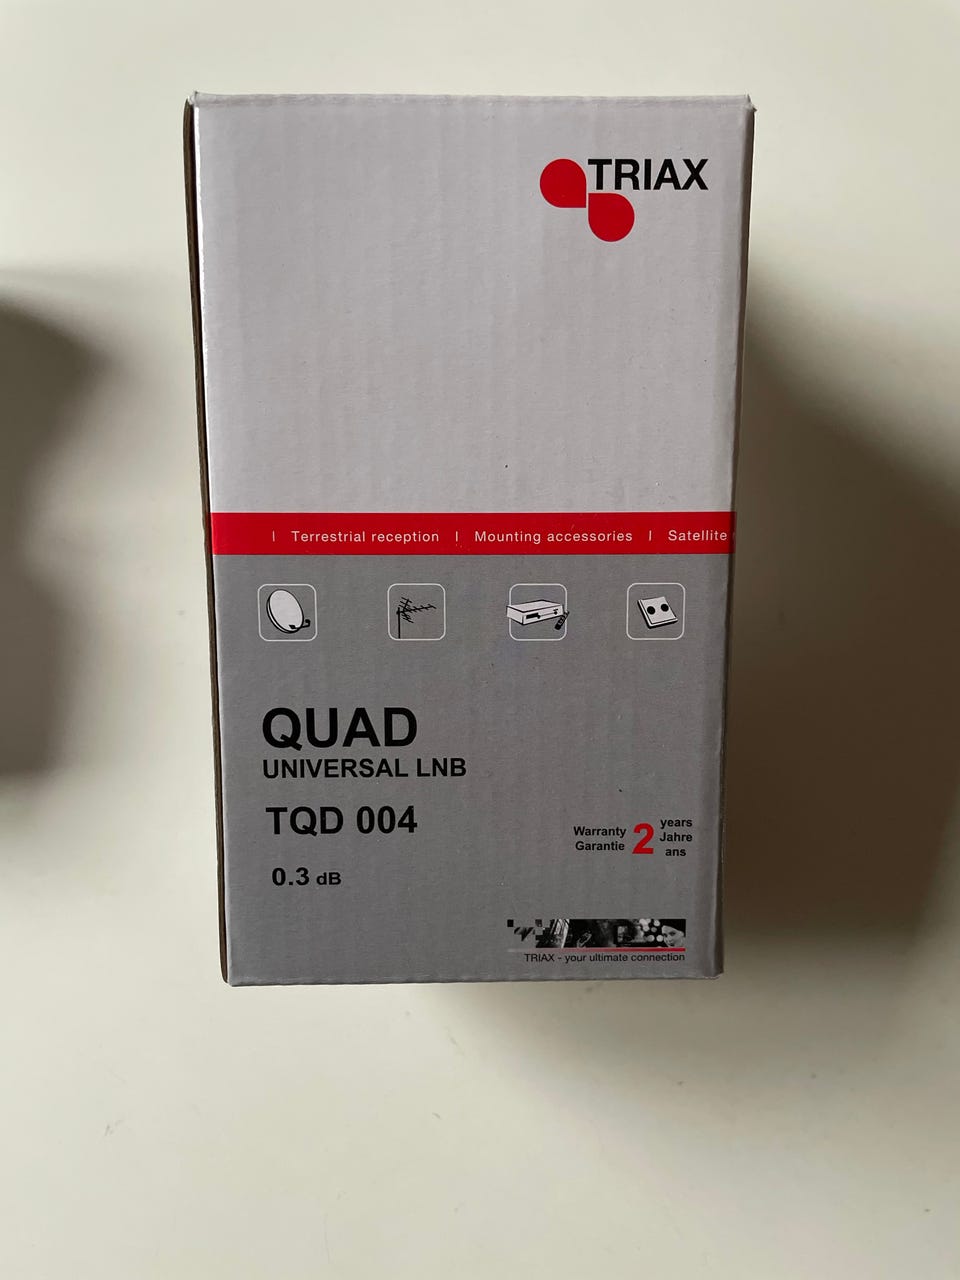 TRIAX
| Terrestrial reception | Mounting accessories | Satellite
QUAD
UNIVERSAL LNB
TQD 004
0.3 dB
Warranty 2 years
Garantie Jahre
ans
TRIAX - your ultimate connection